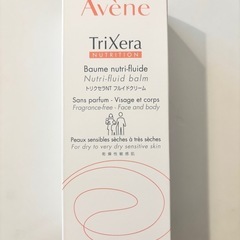 Avène
TriXera
NUTRITION
Baume nutri-fluide
Nutri-fluid balm
トリクセラNT フルイドクリーム
Sans parfum - Visage et corps
Fragrance-free - Face and body
Peaux sensibles sèches à très sèches
For dry to very dry sensitive skin